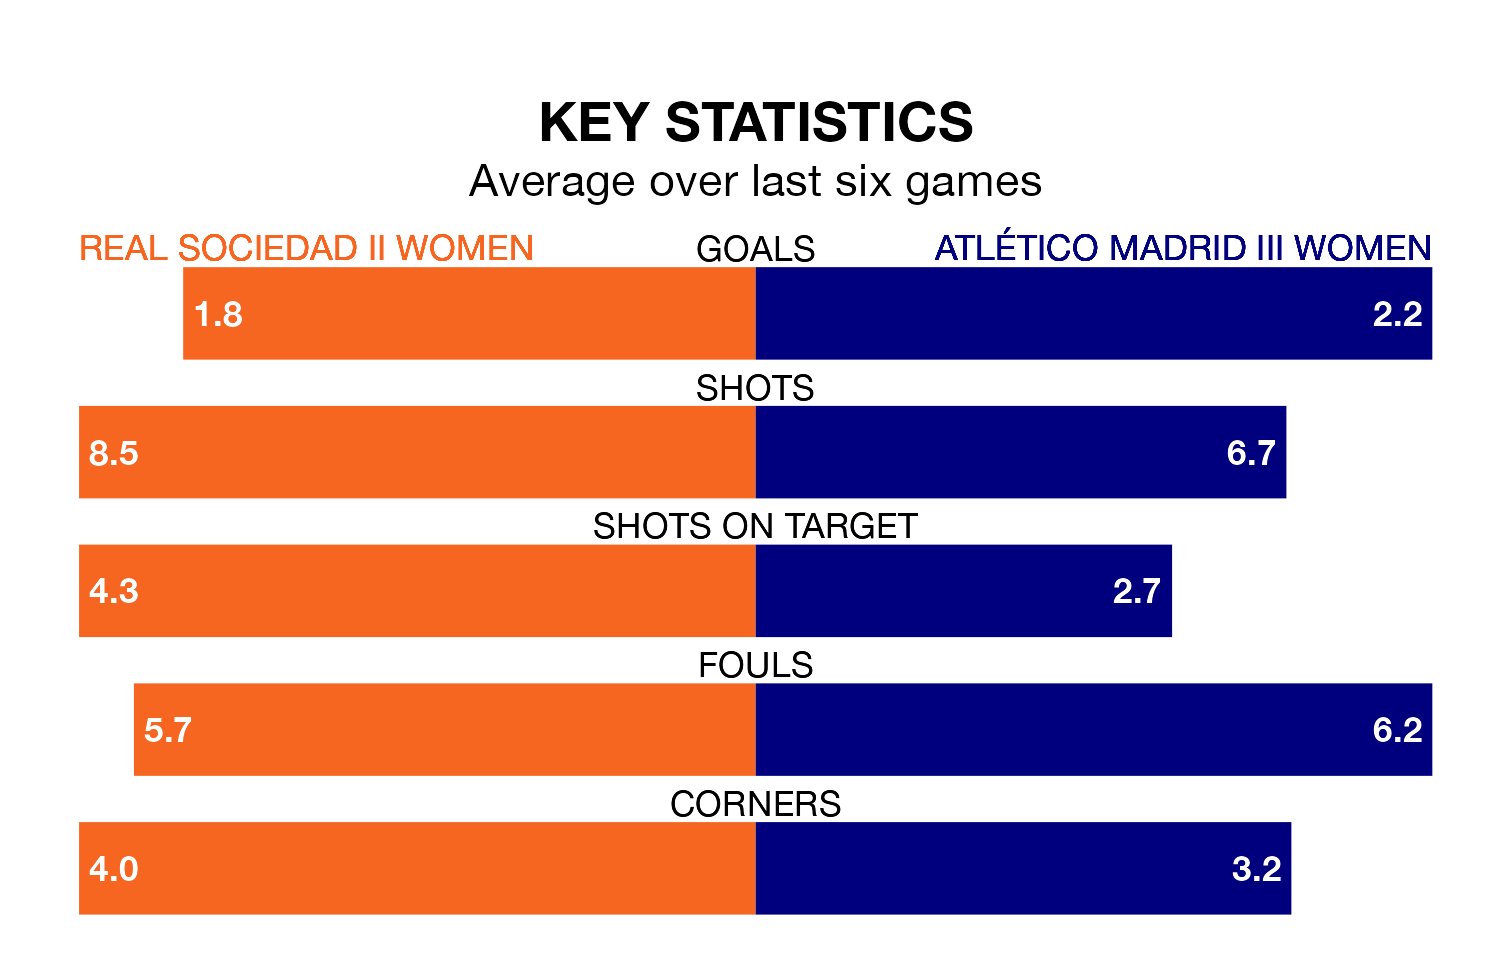 KEY STATISTICS
Average over last six games
REAL SOCIEDAD II WOMEN GOALS ATLÉTICO MADRID III WOMEN
1.8 2.2
SHOTS
8.5 6.7
SHOTS ON TARGET
4.3 2.7
FOULS
5.7 6.2
CORNERS
4.0 3.2